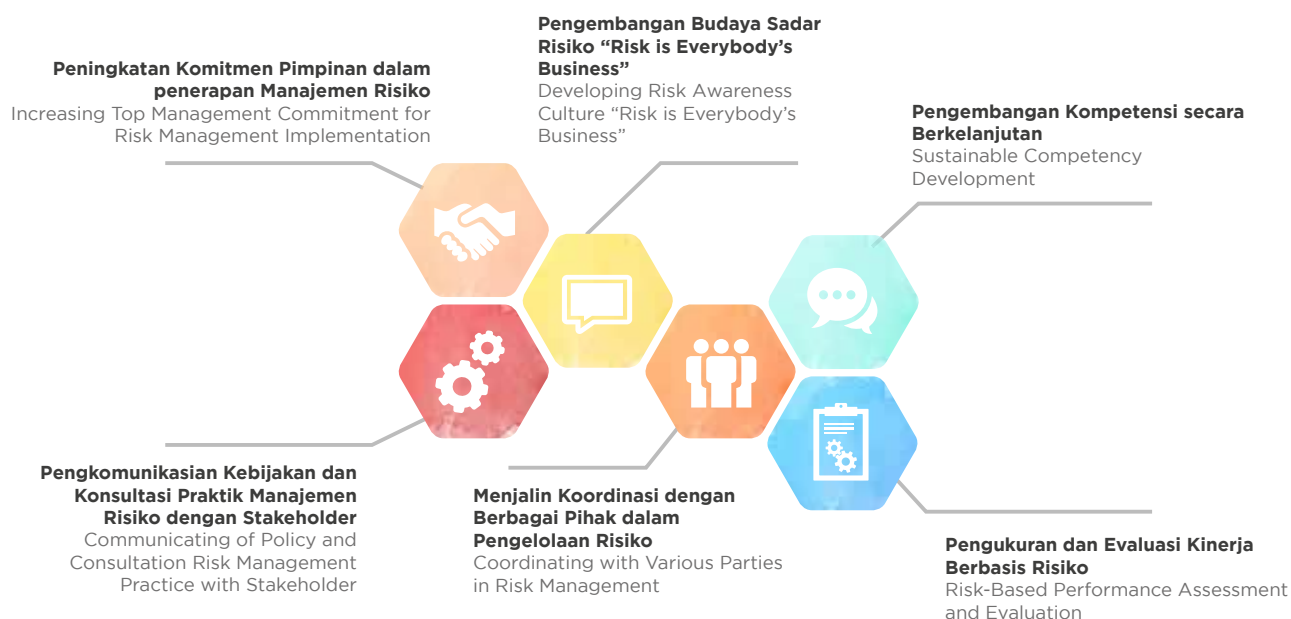 Peningkatan Komitmen Pimpinan dalam
penerapan Manajemen Risiko
Increasing Top Management Commitment for
Risk Management Implementation
Pengembangan Budaya Sadar
Risiko “Risk is Everybody’s
Business”
Developing Risk Awareness
Culture “Risk is Everybody’s
Business”
Pengembangan Kompetensi secara
Berkelanjutan
Sustainable Competency
Development
Pengkomunikasian Kebijakan dan
Konsultasi Praktik Manajemen
Risiko dengan Stakeholder
Communicating of Policy and
Consultation Risk Management
Practice with Stakeholder
Menjalin Koordinasi dengan
Berbagai Pihak dalam
Pengelolaan Risiko
Coordinating with Various Parties
in Risk Management
Pengukuran dan Evaluasi Kinerja
Berbasis Risiko
Risk-Based Performance Assessment
and Evaluation